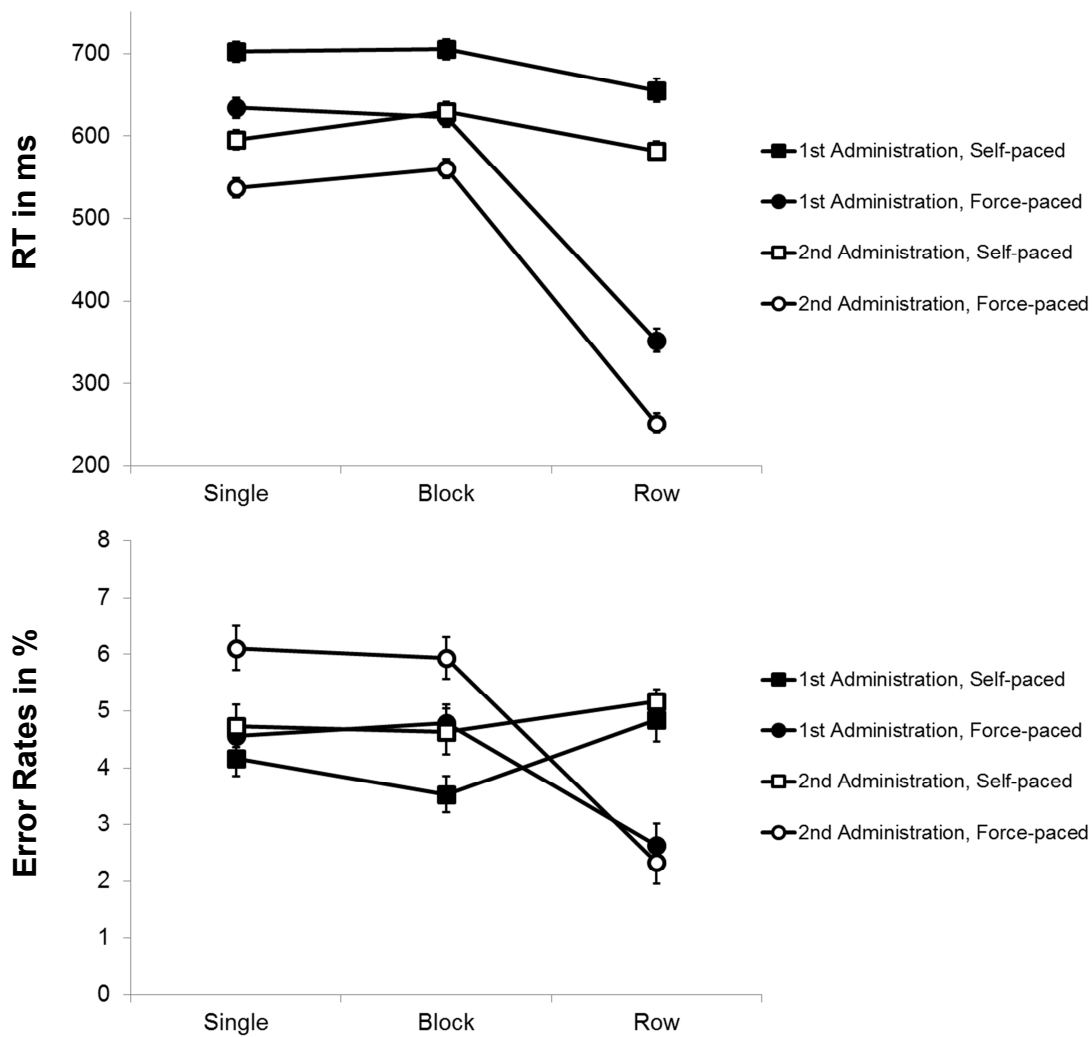 700
600
500
400
300
200
RT in ms
Single Block Row
1st Administration, Self-paced
1st Administration, Force-paced
2nd Administration, Self-paced
2nd Administration, Force-paced
8
7
6
5
4
3
2
1
0
Error Rates in %
Single Block Row
1st Administration, Self-paced
1st Administration, Force-paced
2nd Administration, Self-paced
2nd Administration, Force-paced